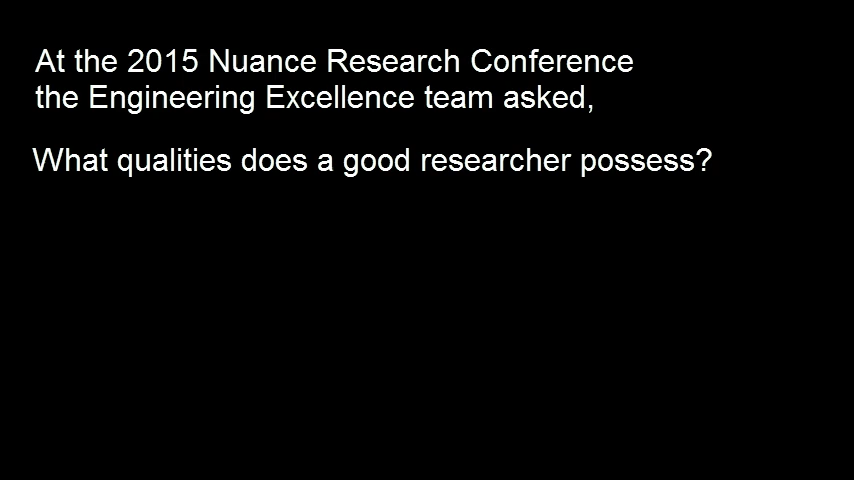 At the 2015 Nuance Research Conference
the Engineering Excellence team asked,
What qualities does a good researcher possess?